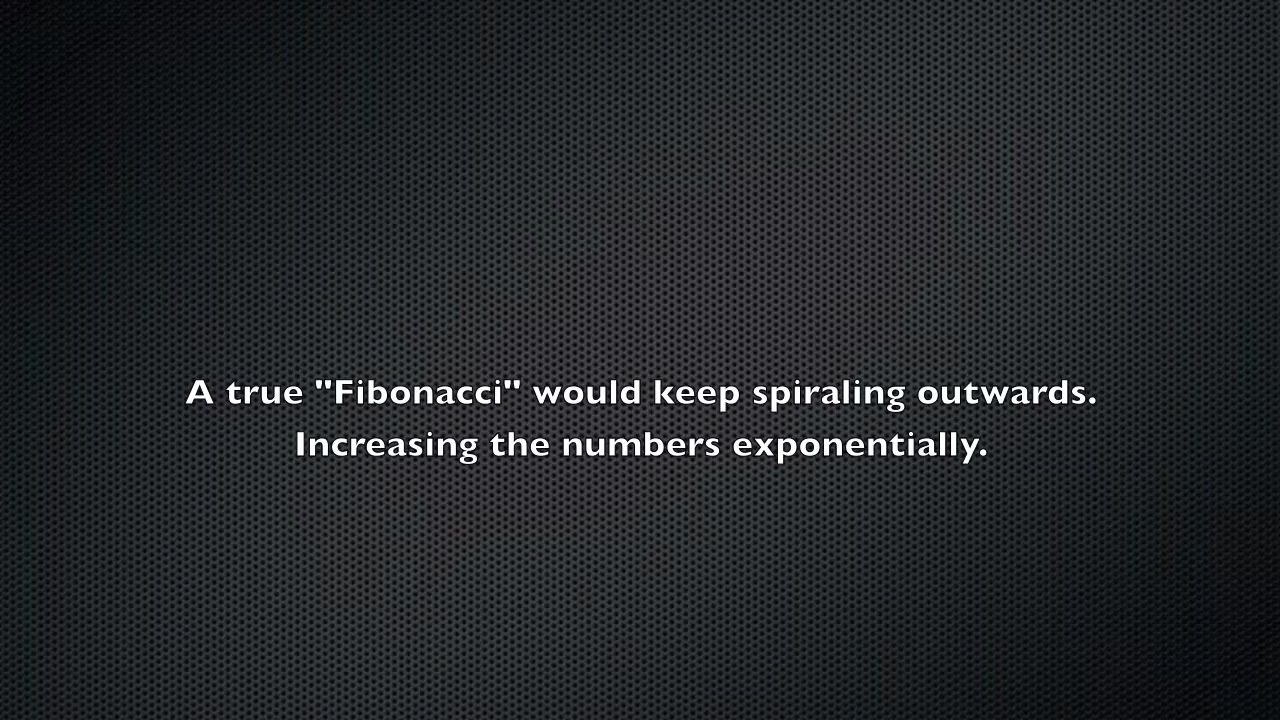 A true "Fibonacci" would keep spiraling outwards.
Increasing the numbers exponentially.